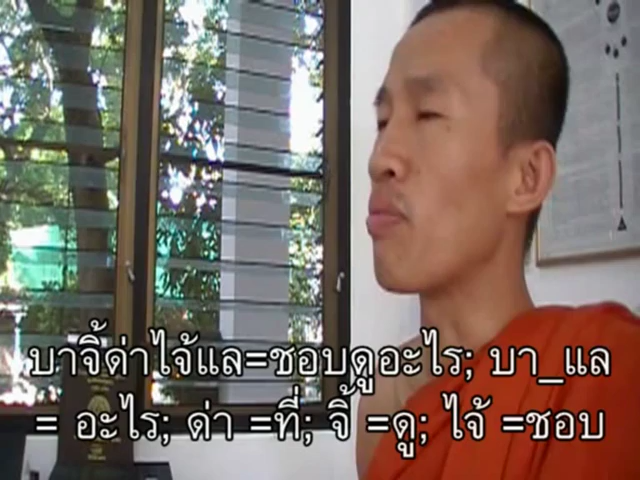 บาจิ้ด่าไจ้แล=ชอบดูอะไร; บา_แล
= อะไร; ด่า =ที่; จิ้ =ดู; ไจ้ =ชอบ